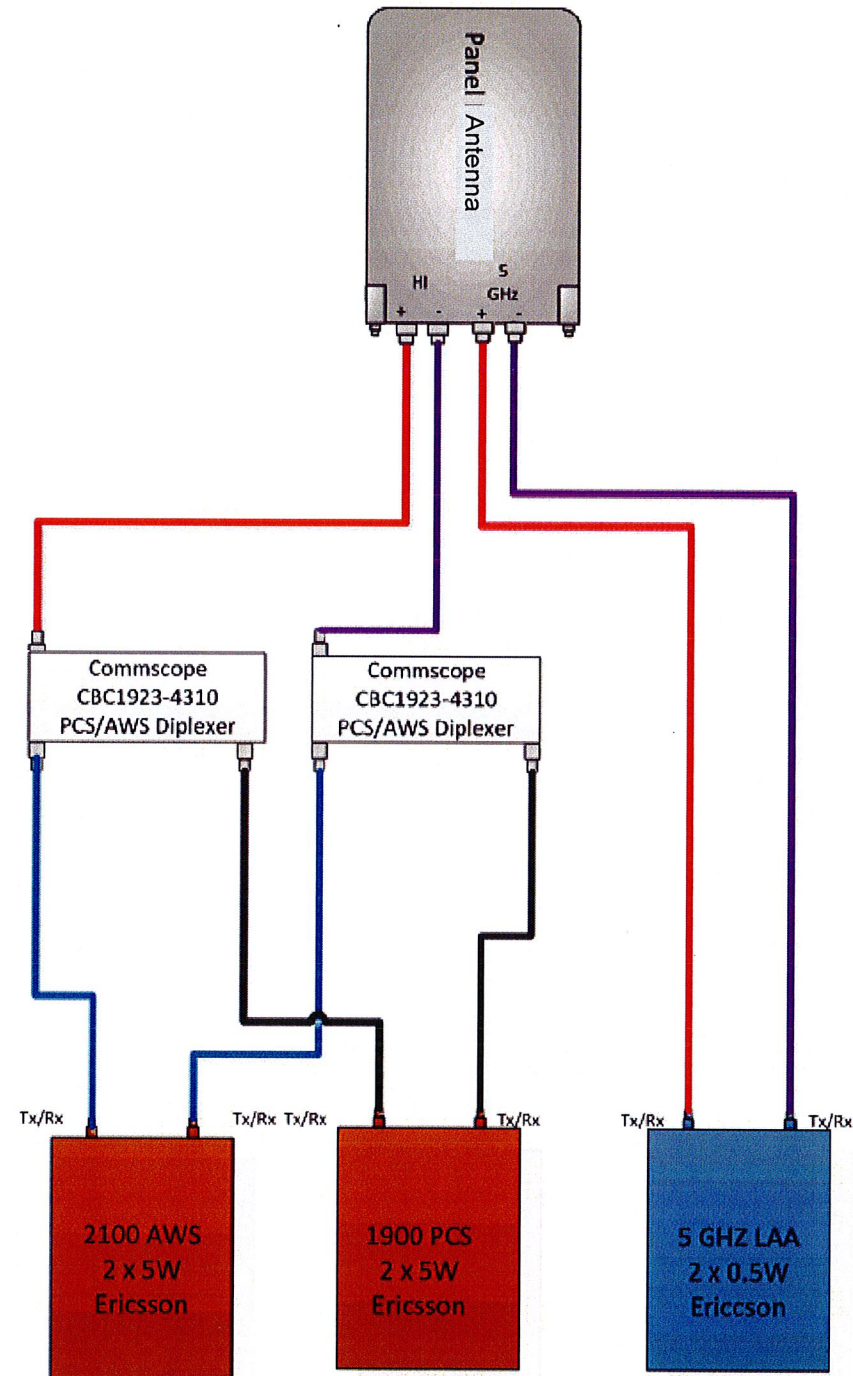 Panel Antenna
HI
5
GHz
+ - + -
Commscope
CBC1923-4310
PCS/AWS Diplexer
Commscope
CBC1923-4310
PCS/AWS Diplexer
Tx/Rx
Tx/Rx
Tx/Rx
Tx/Rx
Tx/Rx
Tx/Rx
2100 AWS
2 x 5W
Ericsson
1900 PCS
2 x 5W
Ericsson
5 GHZ LAA
2 x 0.5W
Ericcson